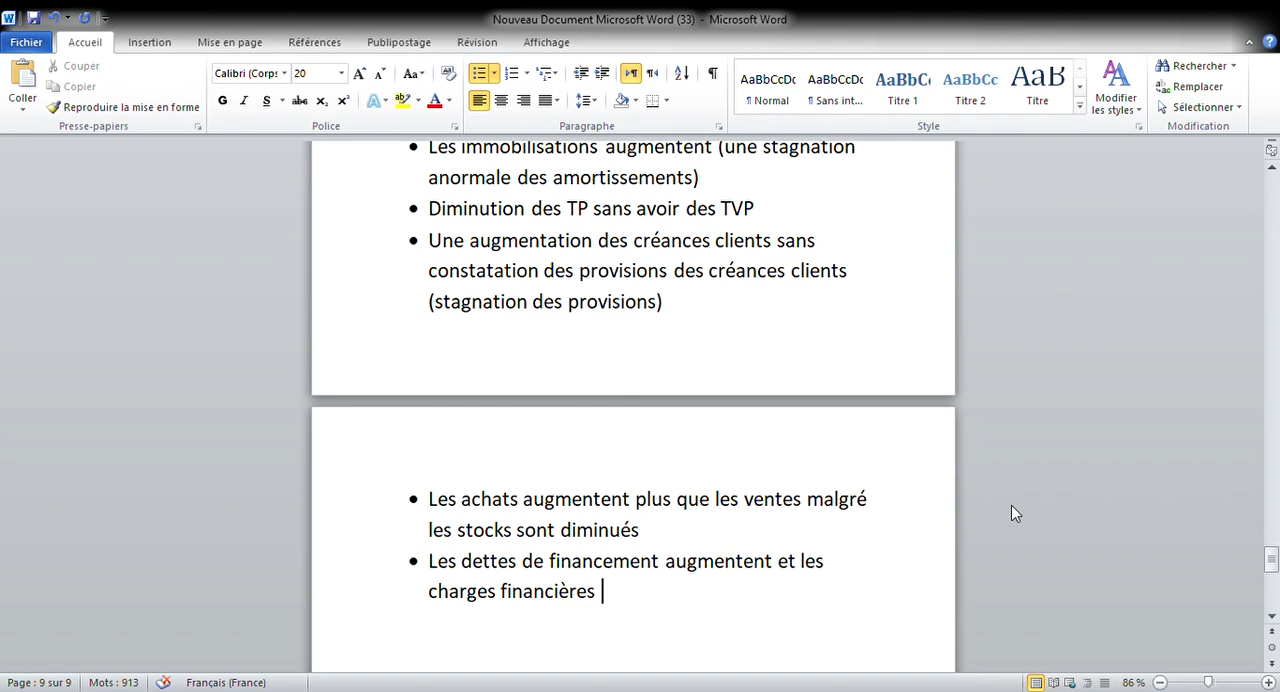 Nouveau Document Microsoft Word (33) - Microsoft Word
Fichier Accueil Insertion Mise en page Références Publipostage Révision Affichage
Coller
Couper
Copier
Reproduire la mise en forme
Presse-papiers
Calibri (Corps 20
G I S abc x₂ x²
Police
Paragraphe
AaBbCcDc AaBbCcDc AaBbC AaBbCc AaB
¶ Normal ¶ Sans int... Titre 1 Titre 2 Titre
Modifier
les styles
Style
Rechercher
Remplacer
Sélectionner
Modification
• Les immobilisations augmentent (une stagnation
anormale des amortissements)
• Diminution des TP sans avoir des TVP
• Une augmentation des créances clients sans
constatation des provisions des créances clients
(stagnation des provisions)
• Les achats augmentent plus que les ventes malgré
les stocks sont diminués
• Les dettes de financement augmentent et les
charges financières
Page : 9 sur 9 Mots : 913 Français (France) 86 %